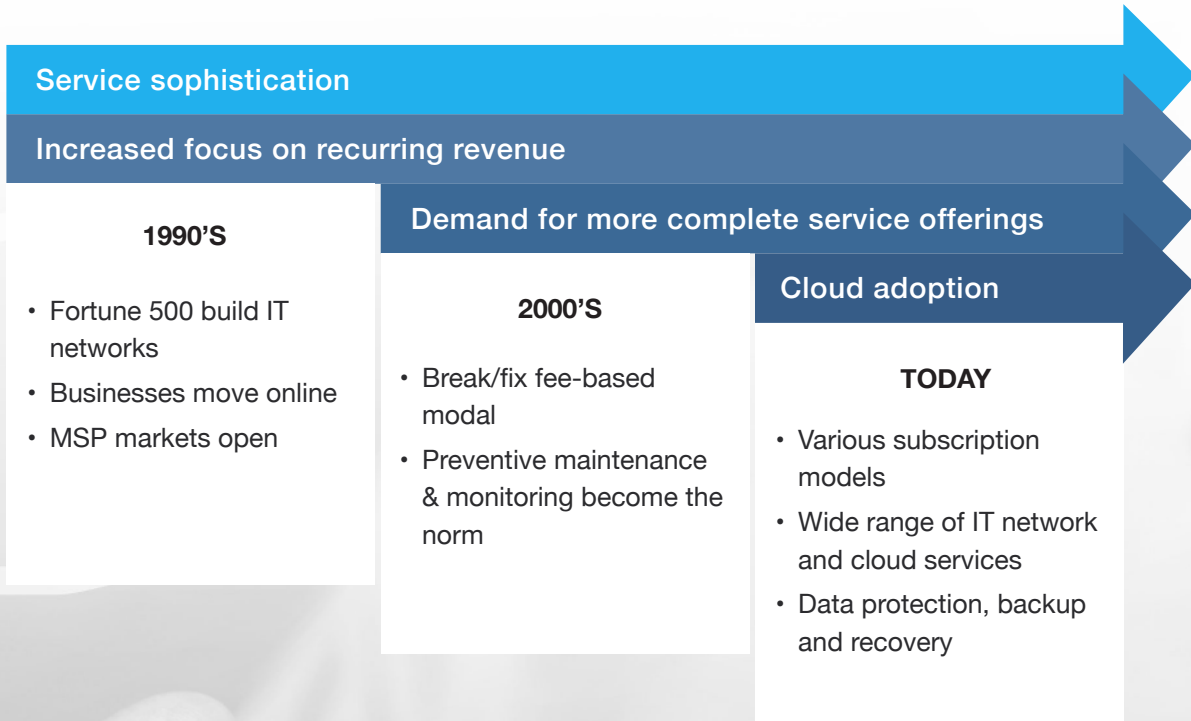 Service sophistication
Increased focus on recurring revenue
1990’S
• Fortune 500 build IT
networks
• Businesses move online
• MSP markets open
Demand for more complete service offerings
2000’S
• Break/fix fee-based
modal
• Preventive maintenance
& monitoring become the
norm
Cloud adoption
TODAY
• Various subscription
models
• Wide range of IT network
and cloud services
• Data protection, backup
and recovery